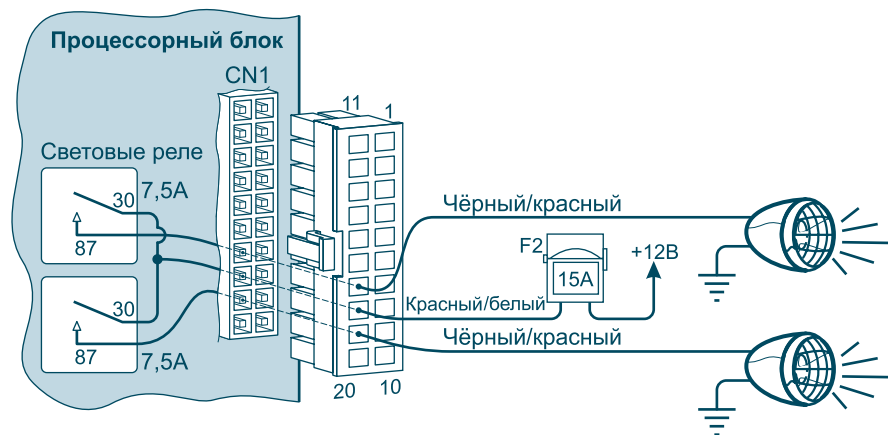 Процессорный блок
CN1
11
1
Световые реле
7,5А
30
87
30
87
7,5А
Чёрный/красный
F2
15А
+12В
Красный/белый
Чёрный/красный
20
10